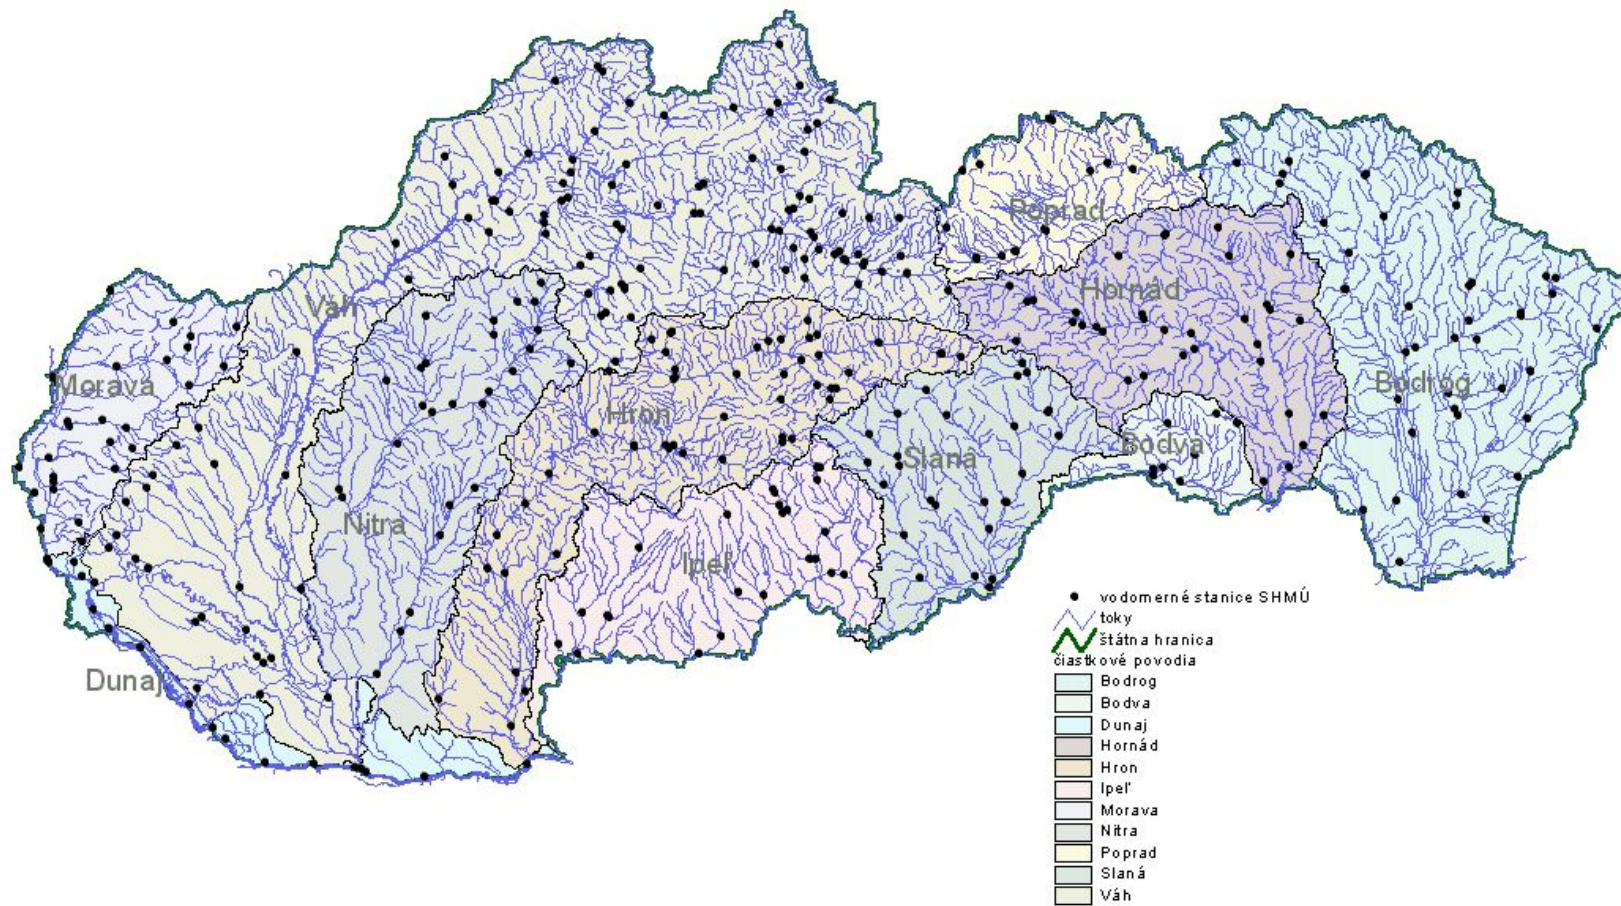 Poprad
Váh
Hornád
Morava
Bodrog
Hron
Bodva
Slaná
Nitra
Ipeľ
Dunaj
vodomerné stanice SHMÚ
toky
štátna hranica
čiastkové povodia
Bodrog
Bodva
Dunaj
Hornád
Hron
Ipeľ
Morava
Nitra
Poprad
Slaná
Váh